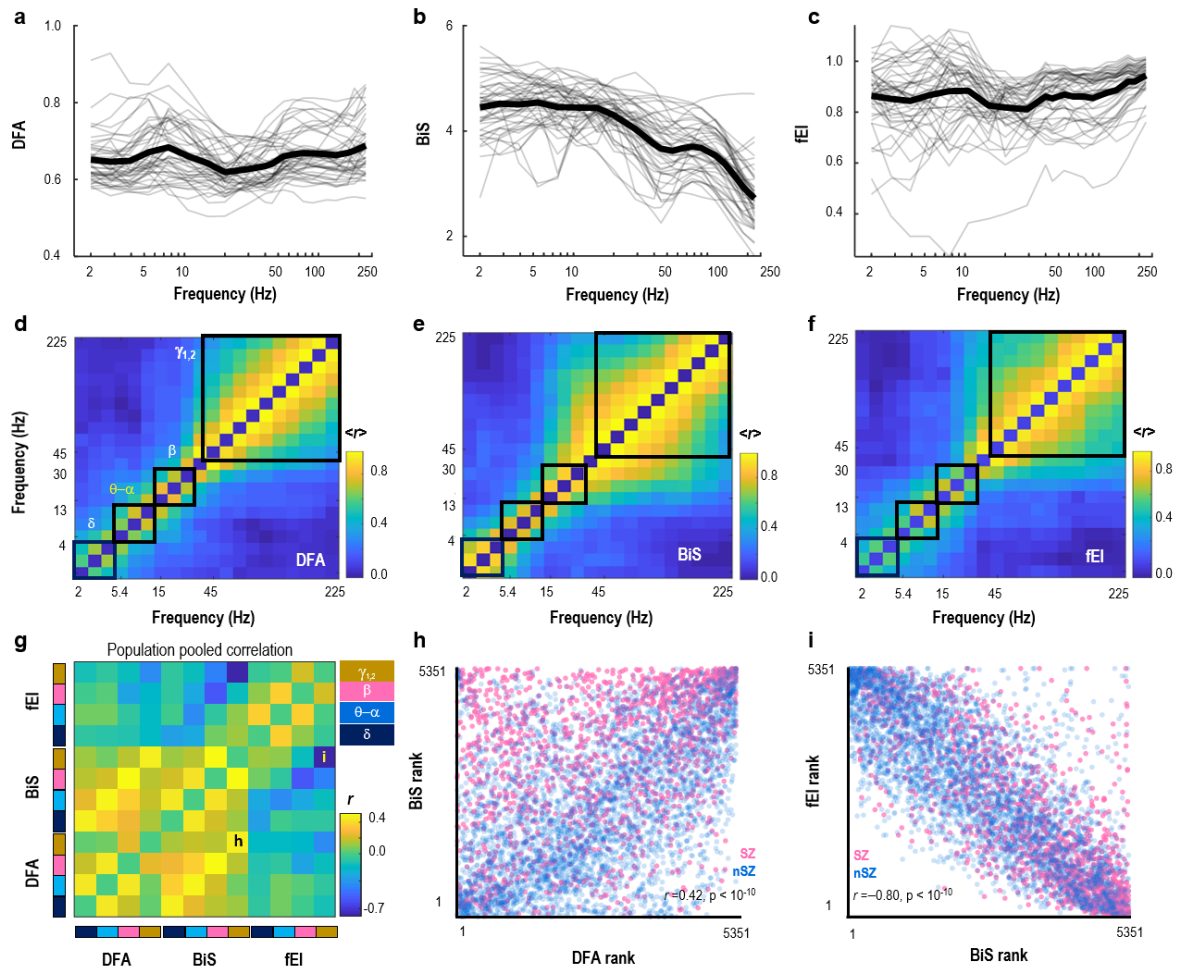 a
b
c
1.0
0.8
0.6
0.4
DFA
2 5 10 50 100 250
Frequency (Hz)
6
4
2
BiS
2 5 10 50 100 250
Frequency (Hz)
1.0
0.8
0.6
0.4
fEI
2 5 10 50 100 250
Frequency (Hz)
d
e
f
225
45
30
13
4
Frequency (Hz)
γ1,2
β
θ–α
δ
DFA
2 5.4 15 45 225
Frequency (Hz)
<r>
0.8
0.4
0.0
225
45
30
13
4
BiS
2 5.4 15 45 225
Frequency (Hz)
<r>
0.8
0.4
0.0
225
45
30
13
4
fEI
2 5.4 15 45 225
Frequency (Hz)
<r>
0.8
0.4
0.0
g
Population pooled correlation
fEI
BiS
DFA
γ1,2
β
θ–α
δ
i
h
r
0.4
0.0
-0.7
DFA BiS fEI
h
5351
BiS rank
1
SZ
nSZ
r=0.42, p < 10-10
1 5351
DFA rank
i
5351
fEI rank
1
SZ
nSZ
r =–0.80, p < 10-10
1 5351
BiS rank